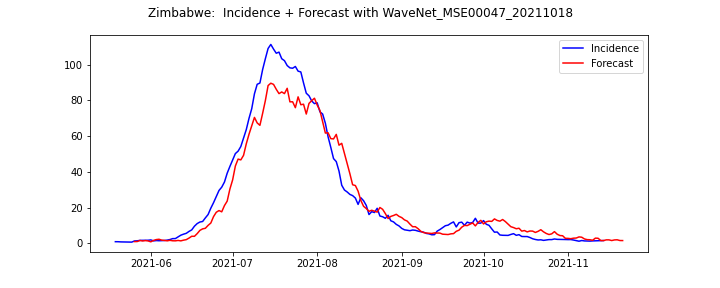 Zimbabwe:  Incidence + Forecast with WaveNet_MSE00047_20211018
Incidence
Forecast
100
80
60
40
20
0
2021-06 2021-07 2021-08 2021-09 2021-10 2021-11